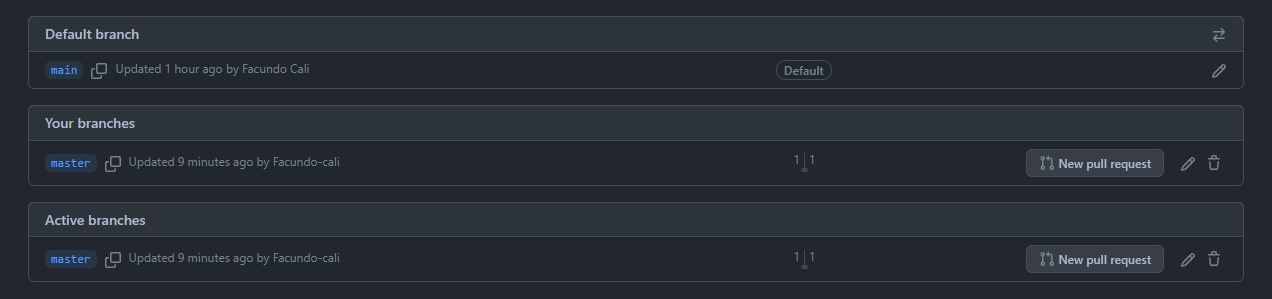 Default branch
main Updated 1 hour ago by Facundo Cali Default
Your branches
master Updated 9 minutes ago by Facundo-cali 1 1 New pull request
Active branches
master Updated 9 minutes ago by Facundo-cali 1 1 New pull request